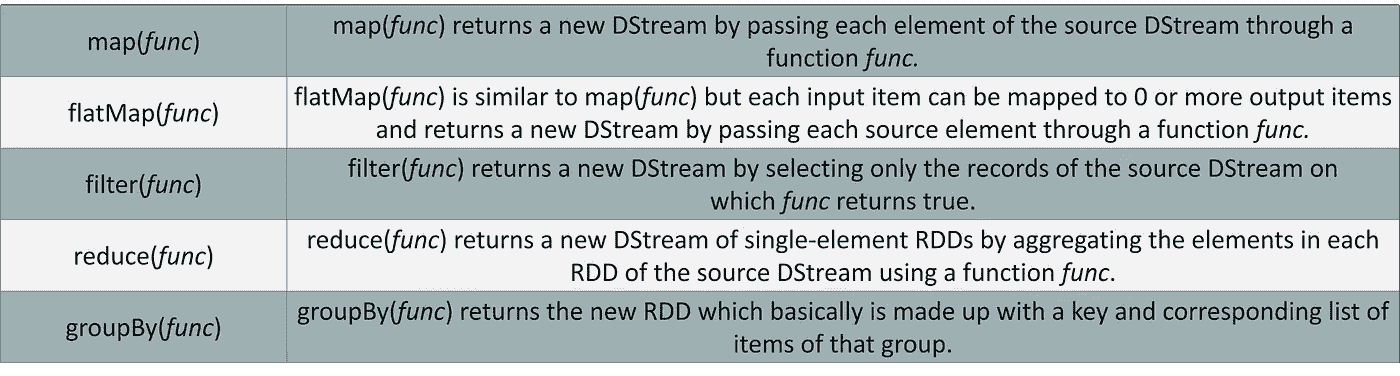 map(func)
map(func) returns a new DStream by passing each element of the source DStream through a
function func.
flatMap(func)
flatMap(func) is similar to map(func) but each input item can be mapped to 0 or more output items
and returns a new DStream by passing each source element through a function func.
filter(func)
filter(func) returns a new DStream by selecting only the records of the source DStream on
which func returns true.
reduce(func)
reduce(func) returns a new DStream of single-element RDDs by aggregating the elements in each
RDD of the source DStream using a function func.
groupBy(func)
groupBy(func) returns the new RDD which basically is made up with a key and corresponding list of
items of that group.